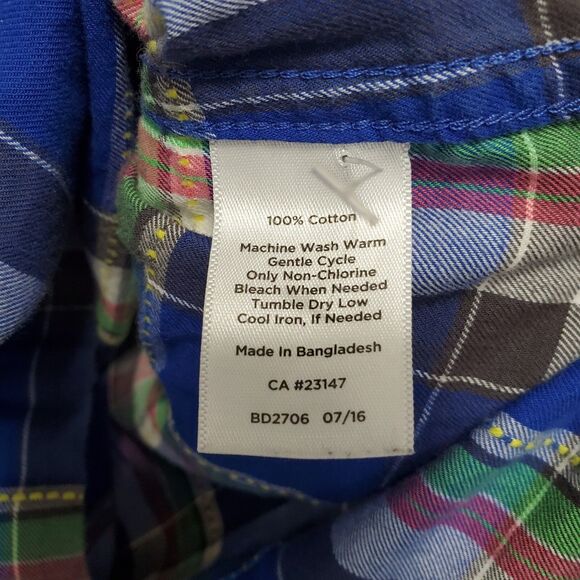 100% Cotton
Machine Wash Warm
Gentle Cycle
Only Non-Chlorine
Bleach When Needed
Tumble Dry Low
Cool Iron, If Needed
Made In Bangladesh
CA #23147
BD2706 07/16